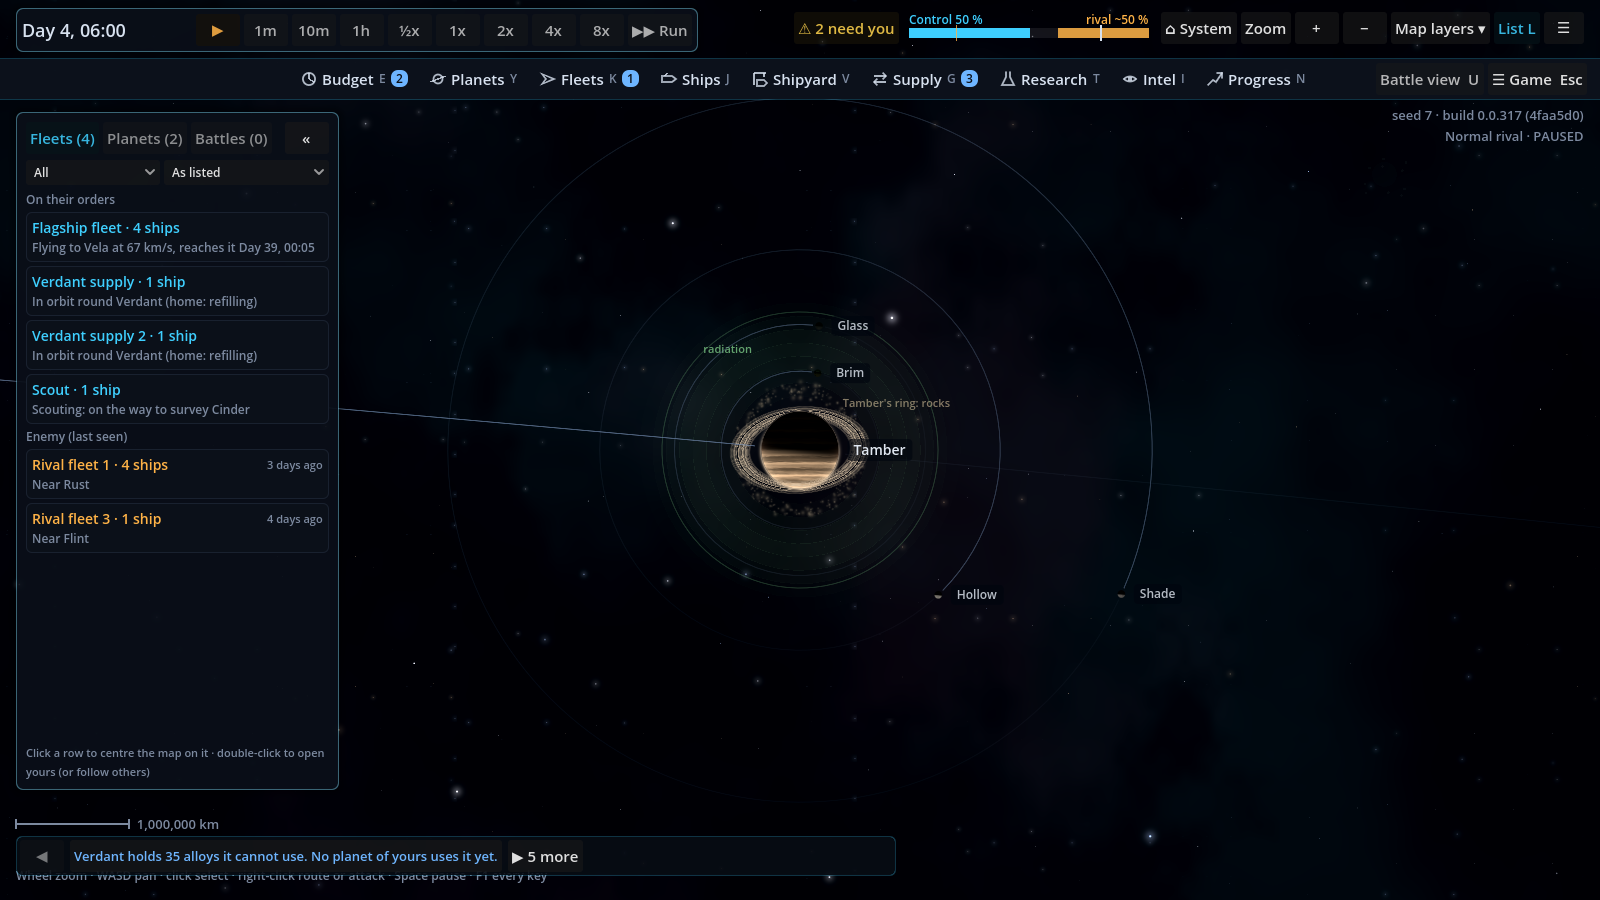 Day 4, 06:00 ▶ 1m 10m 1h ½x 1x 2x 4x 8x ▶▶ Run
⚠ 2 need you
Control 50 % rival ~50 %
⌂ System Zoom + − Map layers ▾ List L ☰
Budget E 2 Planets Y Fleets K 1 Ships J Shipyard V Supply G 3 Research T Intel I Progress N
Battle view U ☰ Game Esc
seed 7 · build 0.0.317 (4faa5d0)
Normal rival · PAUSED
Fleets (4) Planets (2) Battles (0) «
All As listed
On their orders
Flagship fleet · 4 ships
Flying to Vela at 67 km/s, reaches it Day 39, 00:05
Verdant supply · 1 ship
In orbit round Verdant (home: refilling)
Verdant supply 2 · 1 ship
In orbit round Verdant (home: refilling)
Scout · 1 ship
Scouting: on the way to survey Cinder
Enemy (last seen)
Rival fleet 1 · 4 ships 3 days ago
Near Rust
Rival fleet 3 · 1 ship 4 days ago
Near Flint
Click a row to centre the map on it · double-click to open
yours (or follow others)
Glass
radiation
Brim
Tamber's ring: rocks
Tamber
Hollow
Shade
1,000,000 km
◀ Verdant holds 35 alloys it cannot use. No planet of yours uses it yet. ▶ 5 more
Wheel zoom · WASD pan · click select · right-click route or attack · Space pause · F1 every key